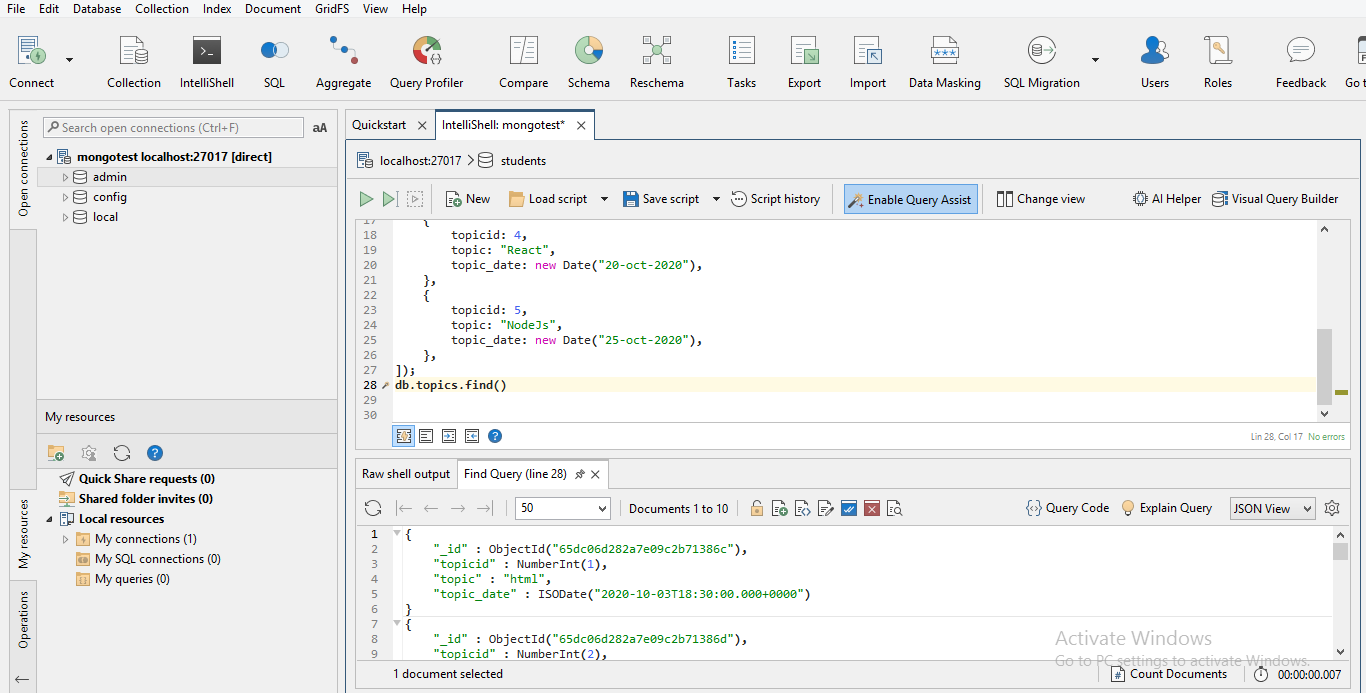 File Edit Database Collection Index Document GridFS View Help
Connect Collection IntelliShell SQL Aggregate Query Profiler Compare Schema Reschema Tasks Export Import Data Masking SQL Migration Users Roles Feedback Go t
Open connections
Search open connections (Ctrl+F) aA
mongotest localhost:27017 [direct]
admin
config
local
My resources
My resources
Quick Share requests (0)
Shared folder invites (0)
Local resources
My connections (1)
My SQL connections (0)
My queries (0)
Operations
Quickstart IntelliShell: mongotest*
localhost:27017 > students
New Load script Save script Script history Enable Query Assist Change view AI Helper Visual Query Builder
17 {
18 topicid: 4,
19 topic: "React",
20 topic_date: new Date("20-oct-2020"),
21 },
22 {
23 topicid: 5,
24 topic: "NodeJs",
25 topic_date: new Date("25-oct-2020"),
26 },
27 ]);
28 db.topics.find()
29
30
Lin 28, Col 17 No errors
Raw shell output Find Query (line 28)
50 Documents 1 to 10 Query Code Explain Query JSON View
1 {
2 "_id" : ObjectId("65dc06d282a7e09c2b71386c"),
3 "topicid" : NumberInt(1),
4 "topic" : "html",
5 "topic_date" : ISODate("2020-10-03T18:30:00.000+0000")
6 }
7 {
8 "_id" : ObjectId("65dc06d282a7e09c2b71386d"),
9 "topicid" : NumberInt(2),
Activate Windows
Go to PC settings to activate Windows.
1 document selected Count Documents 00:00:00.007